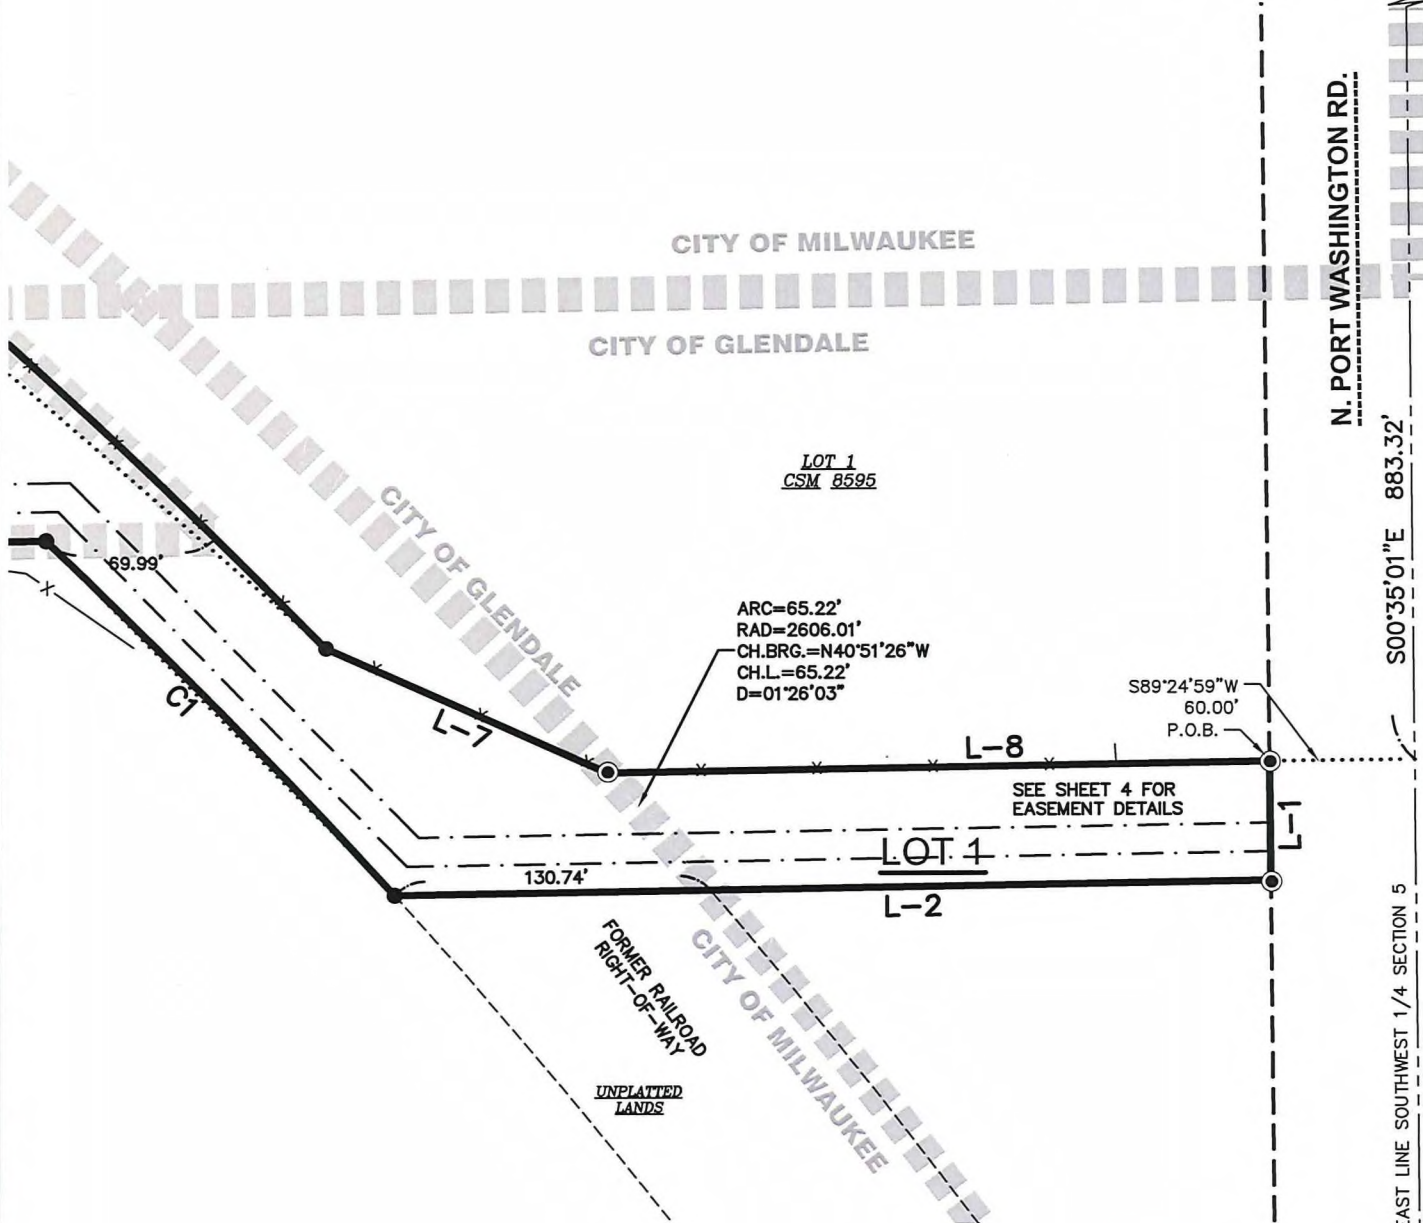 N. PORT WASHINGTON RD.
CITY OF MILWAUKEE
CITY OF GLENDALE
S00°35'01"E 883.32'
LOT 1
CSM 8595
CITY OF GLENDALE
69.99'
ARC=65.22'
RAD=2606.01'
CH.BRG.=N40°51'26"W
CH.L.=65.22'
D=01°26'03"
C1
L-7
S89°24'59"W
60.00'
P.O.B.
L-8
SEE SHEET 4 FOR
EASEMENT DETAILS
L-1
LOT 1
130.74'
L-2
FORMER RAILROAD
RIGHT-OF-WAY
CITY OF MILWAUKEE
UNPLATTED
LANDS
EAST LINE SOUTHWEST 1/4 SECTION 5